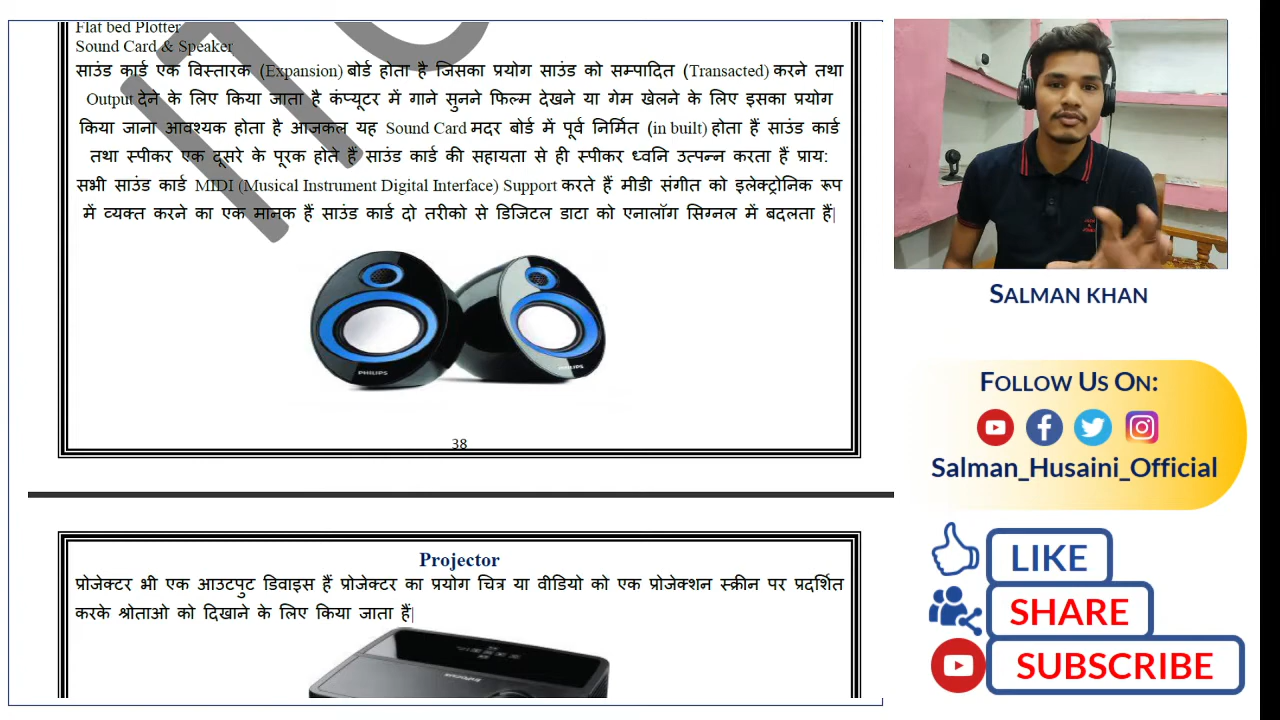 Flat bed Plotter
Sound Card & Speaker
साउंड कार्ड एक विस्तारक (Expansion) बोर्ड होता है जिसका प्रयोग साउंड को सम्पादित (Transacted) करने तथा
Output देने के लिए किया जाता है कंप्यूटर में गाने सुनने फिल्म देखने या गेम खेलने के लिए इसका प्रयोग
किया जाना आवश्यक होता है आजकल यह Sound Card मदर बोर्ड में पूर्व निर्मित (in built) होता हैं साउंड कार्ड
तथा स्पीकर एक दूसरे के पूरक होते हैं साउंड कार्ड की सहायता से ही स्पीकर ध्वनि उत्पन्न करता हैं प्राय:
सभी साउंड कार्ड MIDI (Musical Instrument Digital Interface) Support करते हैं मीडी संगीत को इलेक्ट्रोनिक रूप
में व्यक्त करने का एक मानक हैं साउंड कार्ड दो तरीको से डिजिटल डाटा को एनालॉग सिग्नल में बदलता हैं|
PHILIPS
PHILIPS
38
Projector
प्रोजेक्टर भी एक आउटपुट डिवाइस हैं प्रोजेक्टर का प्रयोग चित्र या वीडियो को एक प्रोजेक्शन स्क्रीन पर प्रदर्शित
करके श्रोताओ को दिखाने के लिए किया जाता हैं|
InFocus
SALMAN KHAN
FOLLOW US ON:
Salman_Husaini_Official
LIKE
SHARE
SUBSCRIBE